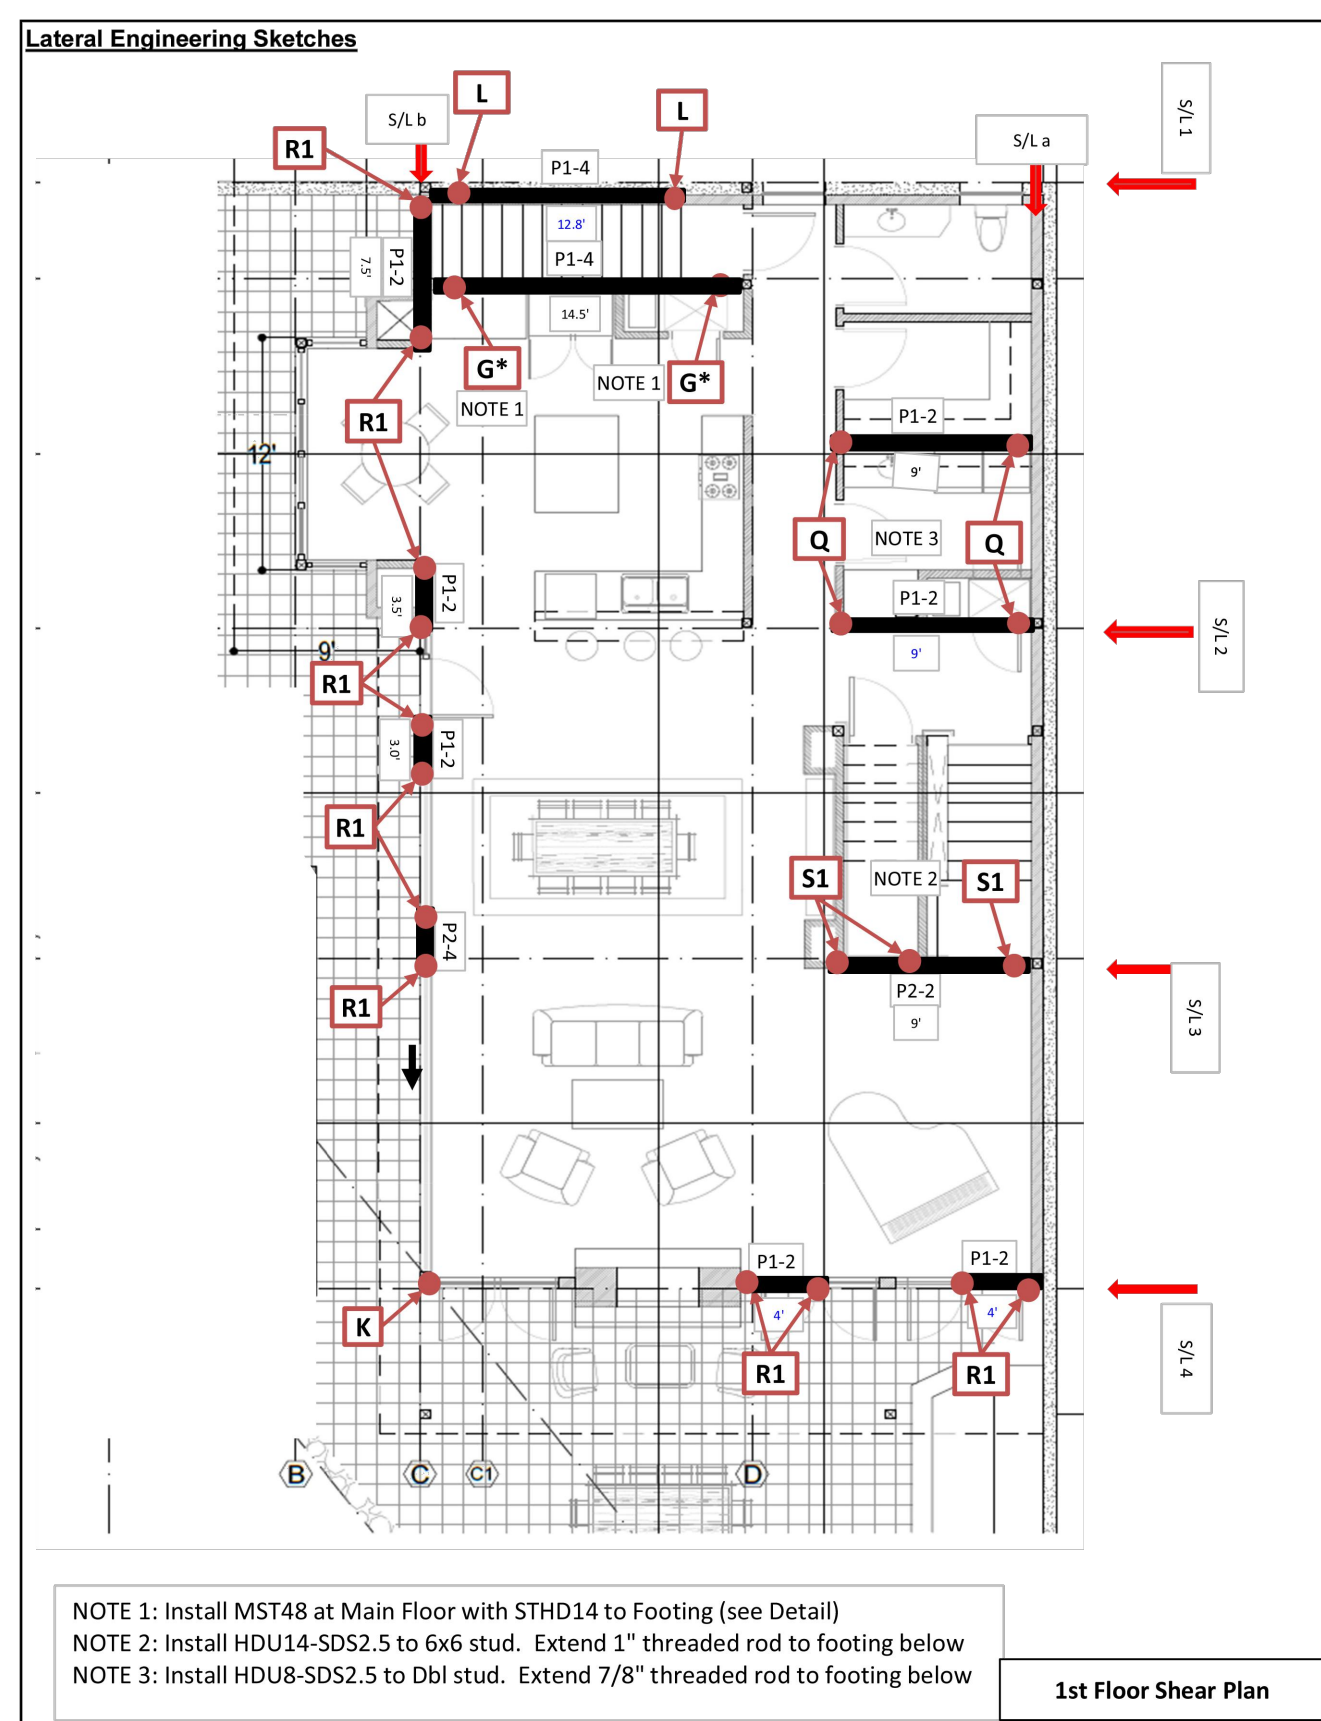 Lateral Engineering Sketches
L
L
S/L b
S/L a
S/L 1
R1
P1-4
12.8'
P1-4
P1-2
7.5'
14.5'
G*
NOTE 1
G*
NOTE 1
R1
P1-2
9'
12'
Q
NOTE 3
Q
P1-2
3.5'
P1-2
9'
S/L 2
9'
R1
P1-2
3.0'
R1
S1
NOTE 2
S1
P2-4
P2-2
9'
R1
S/L 3
P1-2
P1-2
4'
4'
K
R1
R1
S/L 4
B
C
C1
D
NOTE 1: Install MST48 at Main Floor with STHD14 to Footing (see Detail)
NOTE 2: Install HDU14-SDS2.5 to 6x6 stud.  Extend 1" threaded rod to footing below
NOTE 3: Install HDU8-SDS2.5 to Dbl stud.  Extend 7/8" threaded rod to footing below
1st Floor Shear Plan